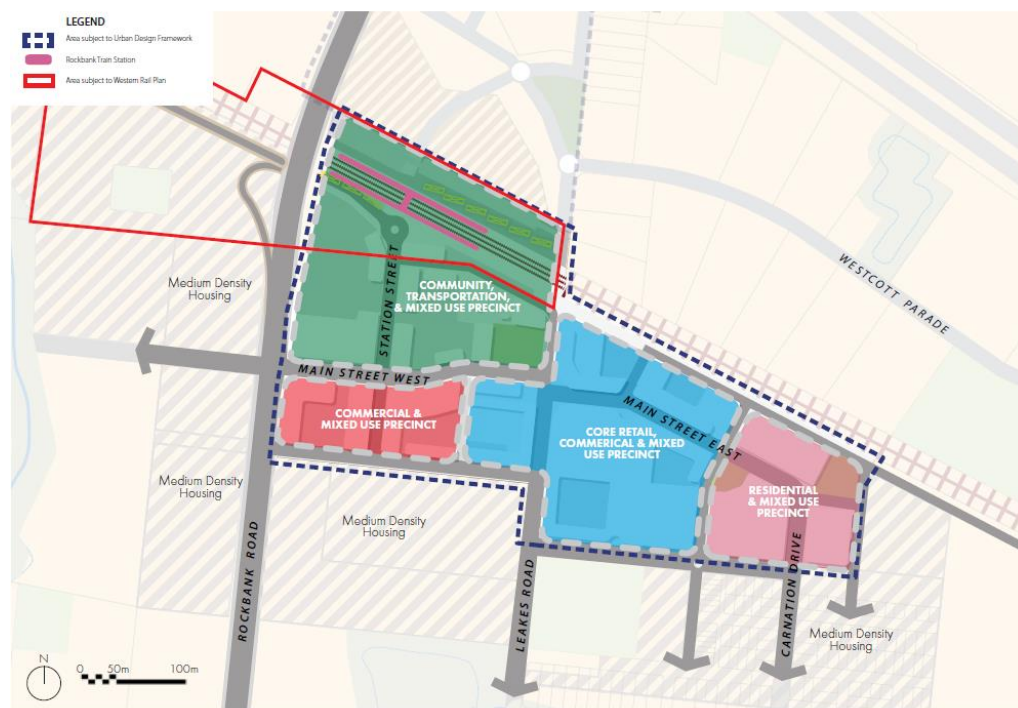 LEGEND
Area subject to Urban Design Framework
Rockbank Train Station
Area subject to Western Rail Plan
WESTCOTT PARADE
Medium Density
Housing
COMMUNITY,
TRANSPORTATION,
& MIXED USE PRECINCT
STATION STREET
MAIN STREET WEST
COMMERCIAL &
MIXED USE PRECINCT
MAIN STREET EAST
CORE RETAIL,
COMMERICAL & MIXED
USE PRECINCT
RESIDENTIAL
& MIXED USE
PRECINCT
Medium Density
Housing
Medium Density
Housing
ROCKBANK ROAD
LEAKES ROAD
CARNATION DRIVE
Medium Density
Housing
N
0 50m 100m